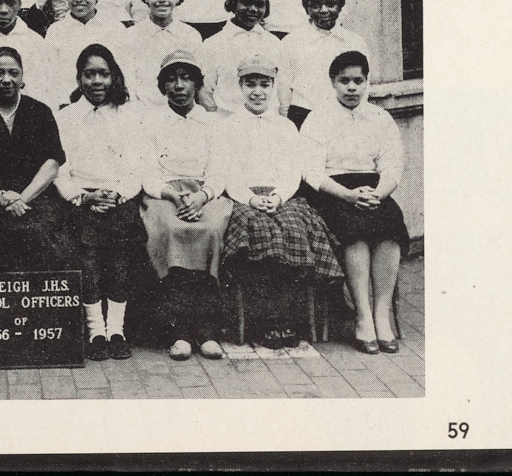 EIGH J.H.S.
OL OFFICERS
OF
56 - 1957
59